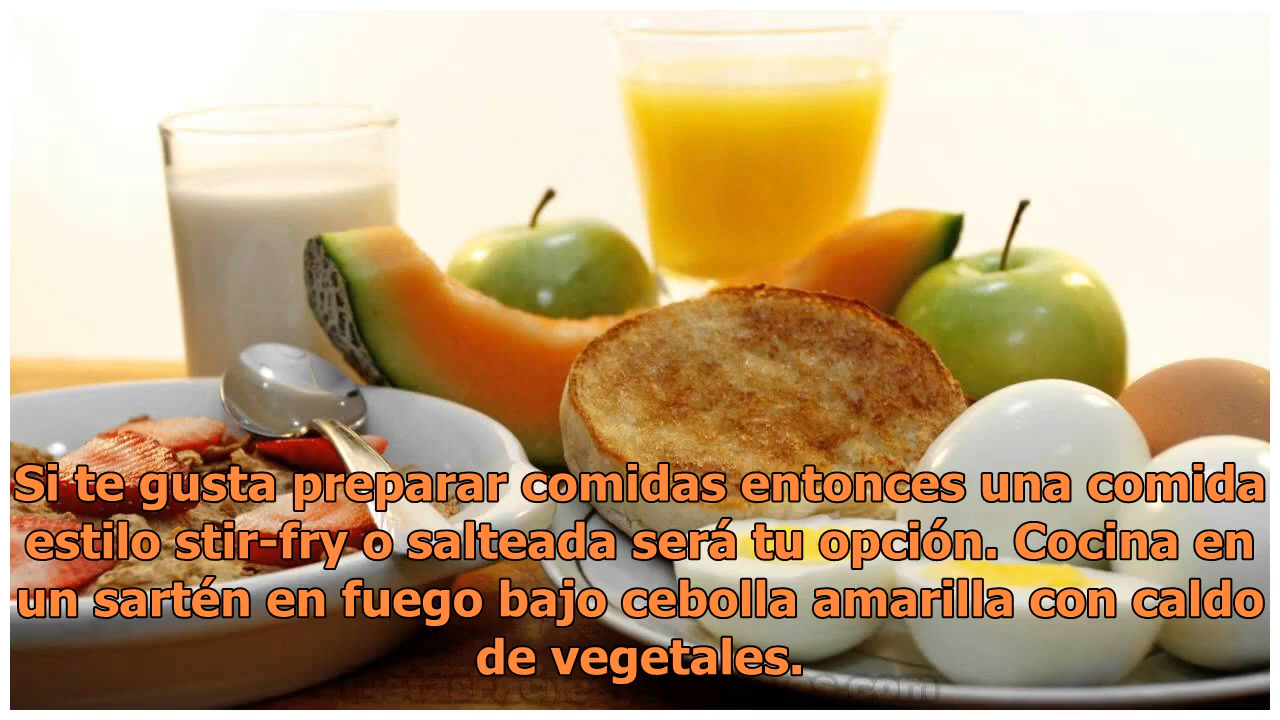 Si te gusta preparar comidas entonces una comida
estilo stir-fry o salteada será tu opción. Cocina en
un sartén en fuego bajo cebolla amarilla con caldo
de vegetales.